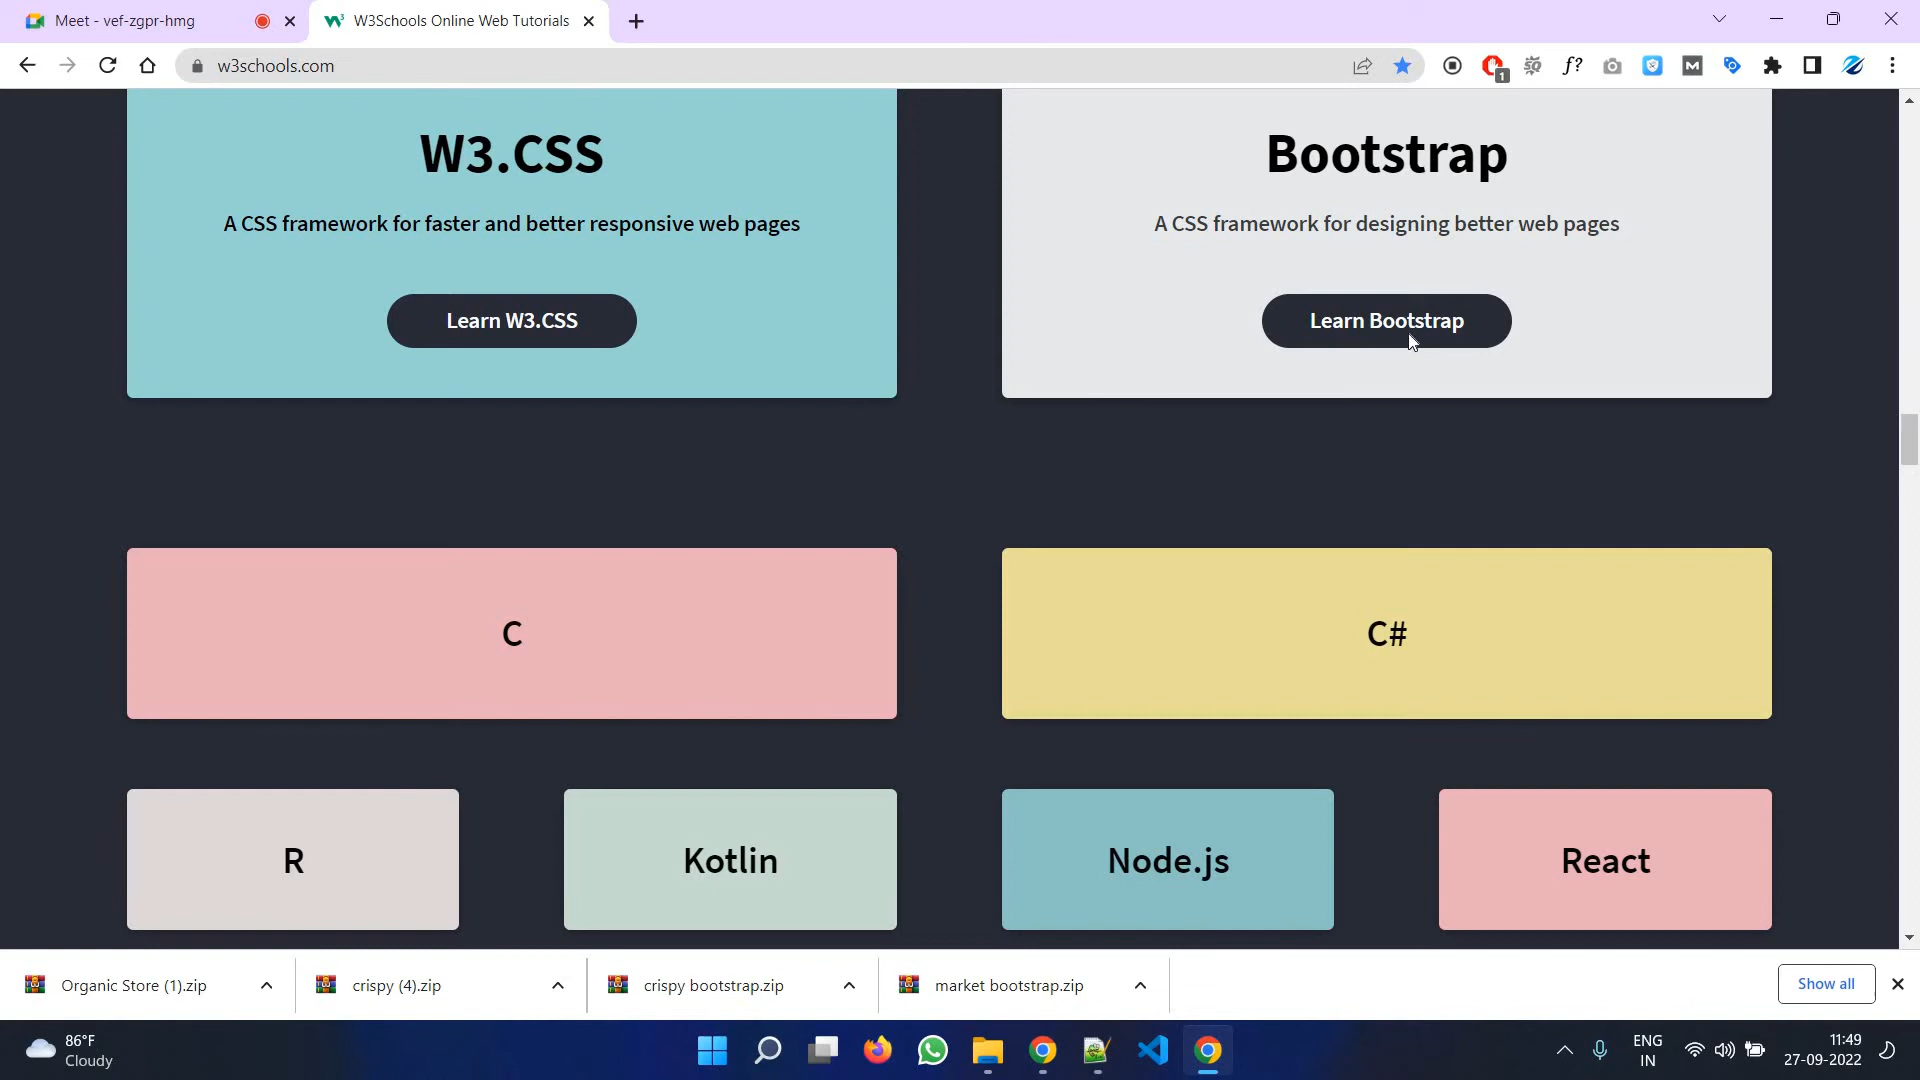 Meet - vef-zgpr-hmg
W3Schools Online Web Tutorials
w3schools.com
1
W3.CSS
A CSS framework for faster and better responsive web pages
Learn W3.CSS
Bootstrap
A CSS framework for designing better web pages
Learn Bootstrap
C
C#
R
Kotlin
Node.js
React
Organic Store (1).zip
crispy (4).zip
crispy bootstrap.zip
market bootstrap.zip
Show all
86°F
Cloudy
ENG
IN
11:49
27-09-2022